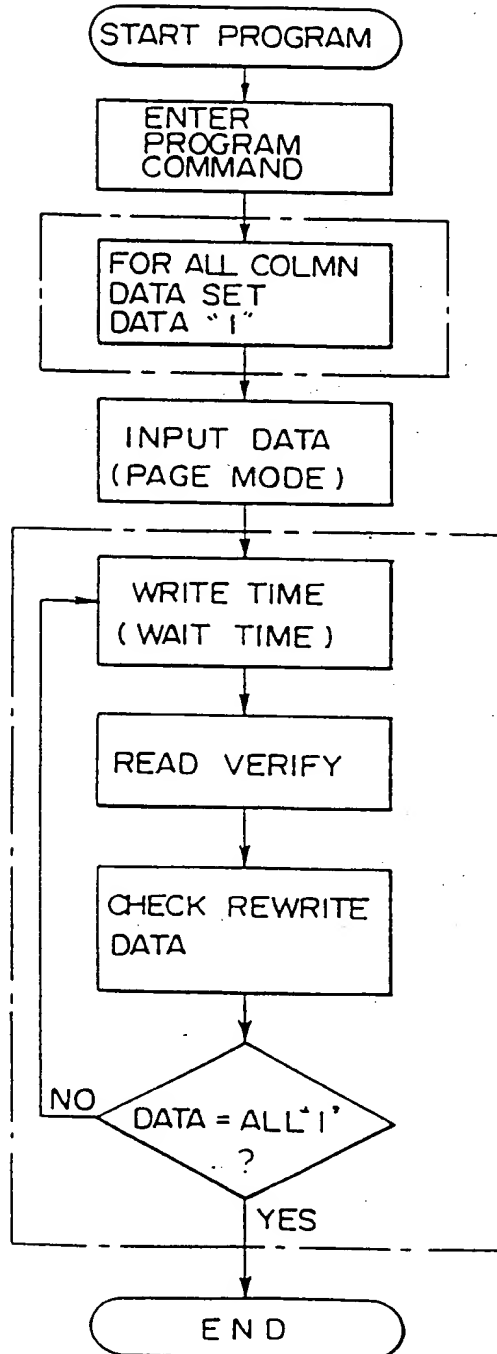 START PROGRAM
ENTER
PROGRAM
COMMAND
FOR ALL COLMN
DATA SET
DATA "1"
INPUT DATA
(PAGE MODE)
WRITE TIME
(WAIT TIME)
READ VERIFY
CHECK REWRITE
DATA
NO
DATA = ALL "1"
?
YES
END